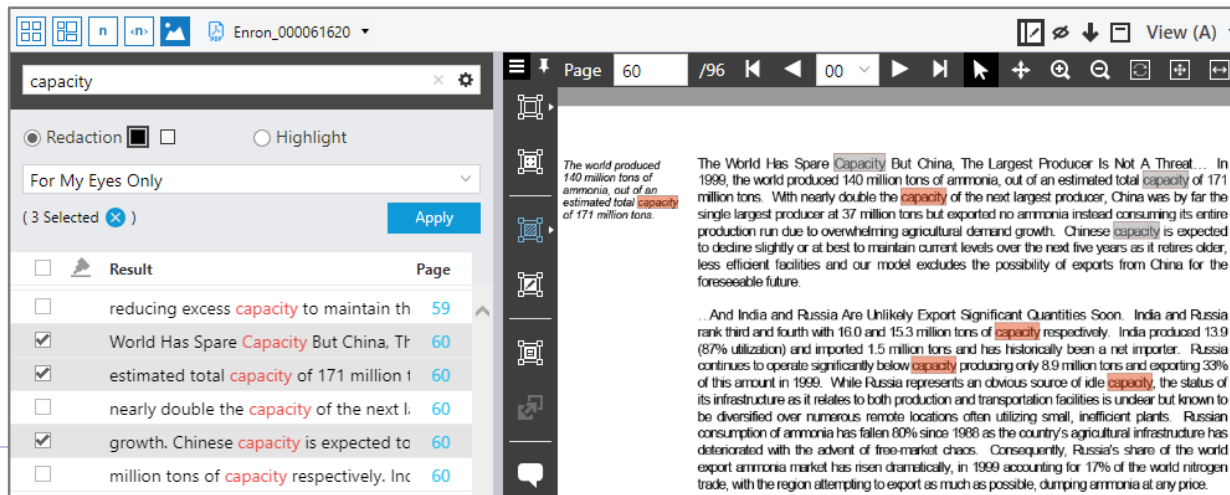 n
<n>
PDF
Enron_000061620
View (A)
capacity
Redaction
Highlight
For My Eyes Only
( 3 Selected )
Apply
Result Page
reducing excess capacity to maintain th 59
World Has Spare Capacity But China, Th 60
estimated total capacity of 171 million t 60
nearly double the capacity of the next l 60
growth. Chinese capacity is expected to 60
million tons of capacity respectively. Inc 60
Page 60 /96 00
The world produced
140 million tons of
ammonia, out of an
estimated total capacity
of 171 million tons.
The World Has Spare Capacity But China, The Largest Producer Is Not A Threat... In
1999, the world produced 140 million tons of ammonia, out of an estimated total capacity of 171
million tons. With nearly double the capacity of the next largest producer, China was by far the
single largest producer at 37 million tons but exported no ammonia instead consuming its entire
production run due to overwhelming agricultural demand growth. Chinese capacity is expected
to decline slightly or at best to maintain current levels over the next five years as it retires older,
less efficient facilities and our model excludes the possibility of exports from China for the
foreseeable future.
...And India and Russia Are Unlikely Export Significant Quantities Soon. India and Russia
rank third and fourth with 16.0 and 15.3 million tons of capacity respectively. India produced 13.9
(87% utilization) and imported 1.5 million tons and has historically been a net importer. Russia
continues to operate significantly below capacity producing only 8.9 million tons and exporting 33%
of this amount in 1999. While Russia represents an obvious source of idle capacity, the status of
its infrastructure as it relates to both production and transportation facilities is unclear but known to
be diversified over numerous remote locations often utilizing small, inefficient plants. Russian
consumption of ammonia has fallen 80% since 1988 as the country's agricultural infrastructure has
deteriorated with the advent of free-market chaos. Consequently, Russia's share of the world
export ammonia market has risen dramatically, in 1999 accounting for 17% of the world nitrogen
trade, with the region attempting to export as much as possible, dumping ammonia at any price.